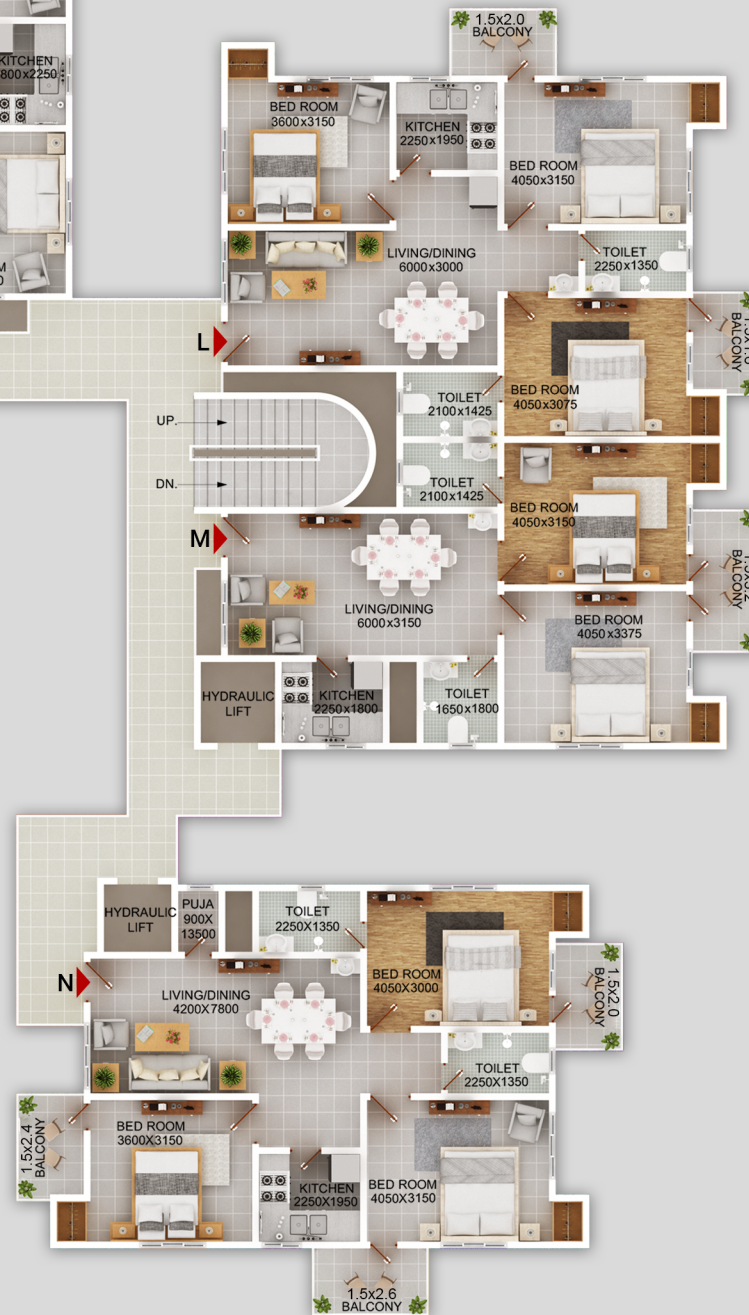 KITCHEN
800x2250
1.5x2.0
BALCONY
BED ROOM
3600x3150
KITCHEN
2250x1950
BED ROOM
4050x3150
LIVING/DINING
6000x3000
TOILET
2250x1350
L
BALCONY
BED ROOM
4050x3075
TOILET
2100x1425
UP.
DN.
TOILET
2100x1425
BED ROOM
4050x3150
M
BALCONY
LIVING/DINING
6000x3150
BED ROOM
4050x3375
HYDRAULIC
LIFT
KITCHEN
2250x1800
TOILET
1650x1800
HYDRAULIC
LIFT
PUJA
900X
13500
TOILET
2250X1350
N
LIVING/DINING
4200X7800
BED ROOM
4050X3000
1.5x2.0
BALCONY
TOILET
2250X1350
1.5x2.4
BALCONY
BED ROOM
3600X3150
KITCHEN
2250X1950
BED ROOM
4050X3150
1.5x2.6
BALCONY